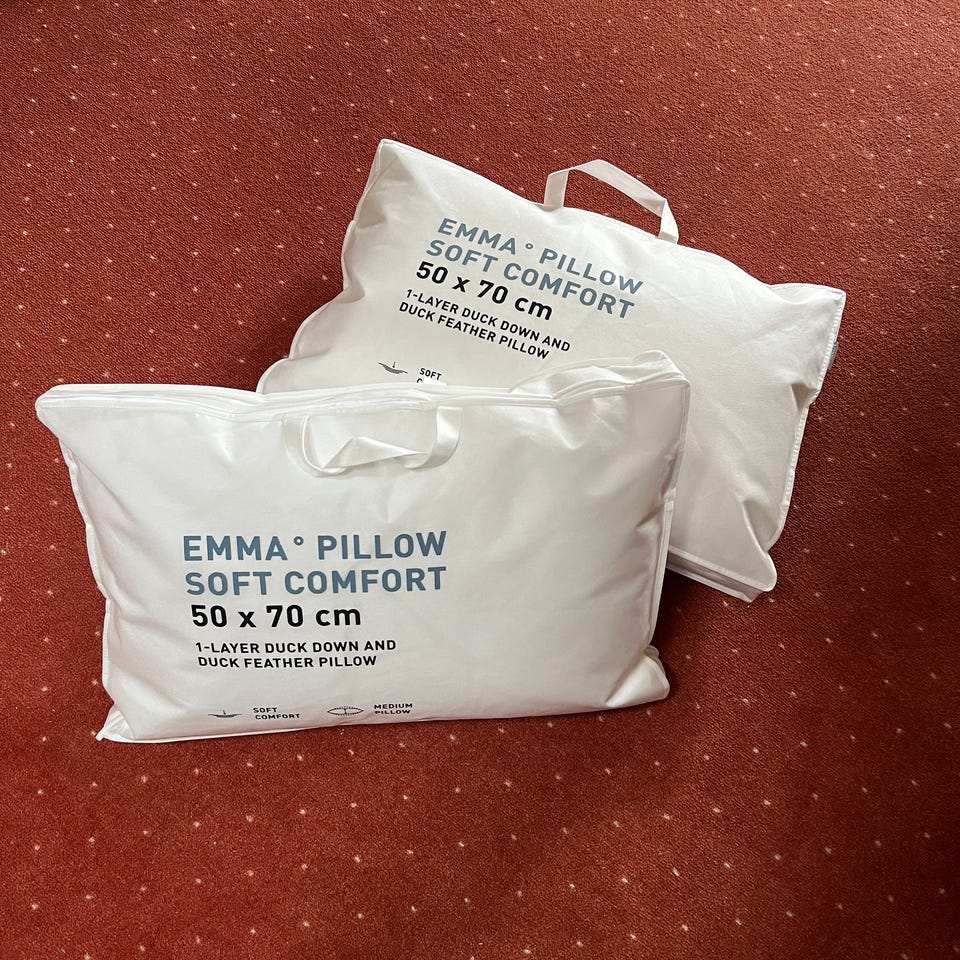 EMMA° PILLOW
SOFT COMFORT
50 x 70 cm
1-LAYER DUCK DOWN AND
DUCK FEATHER PILLOW
SOFT
EMMA° PILLOW
SOFT COMFORT
50 x 70 cm
1-LAYER DUCK DOWN AND
DUCK FEATHER PILLOW
SOFT
COMFORT
MEDIUM
PILLOW